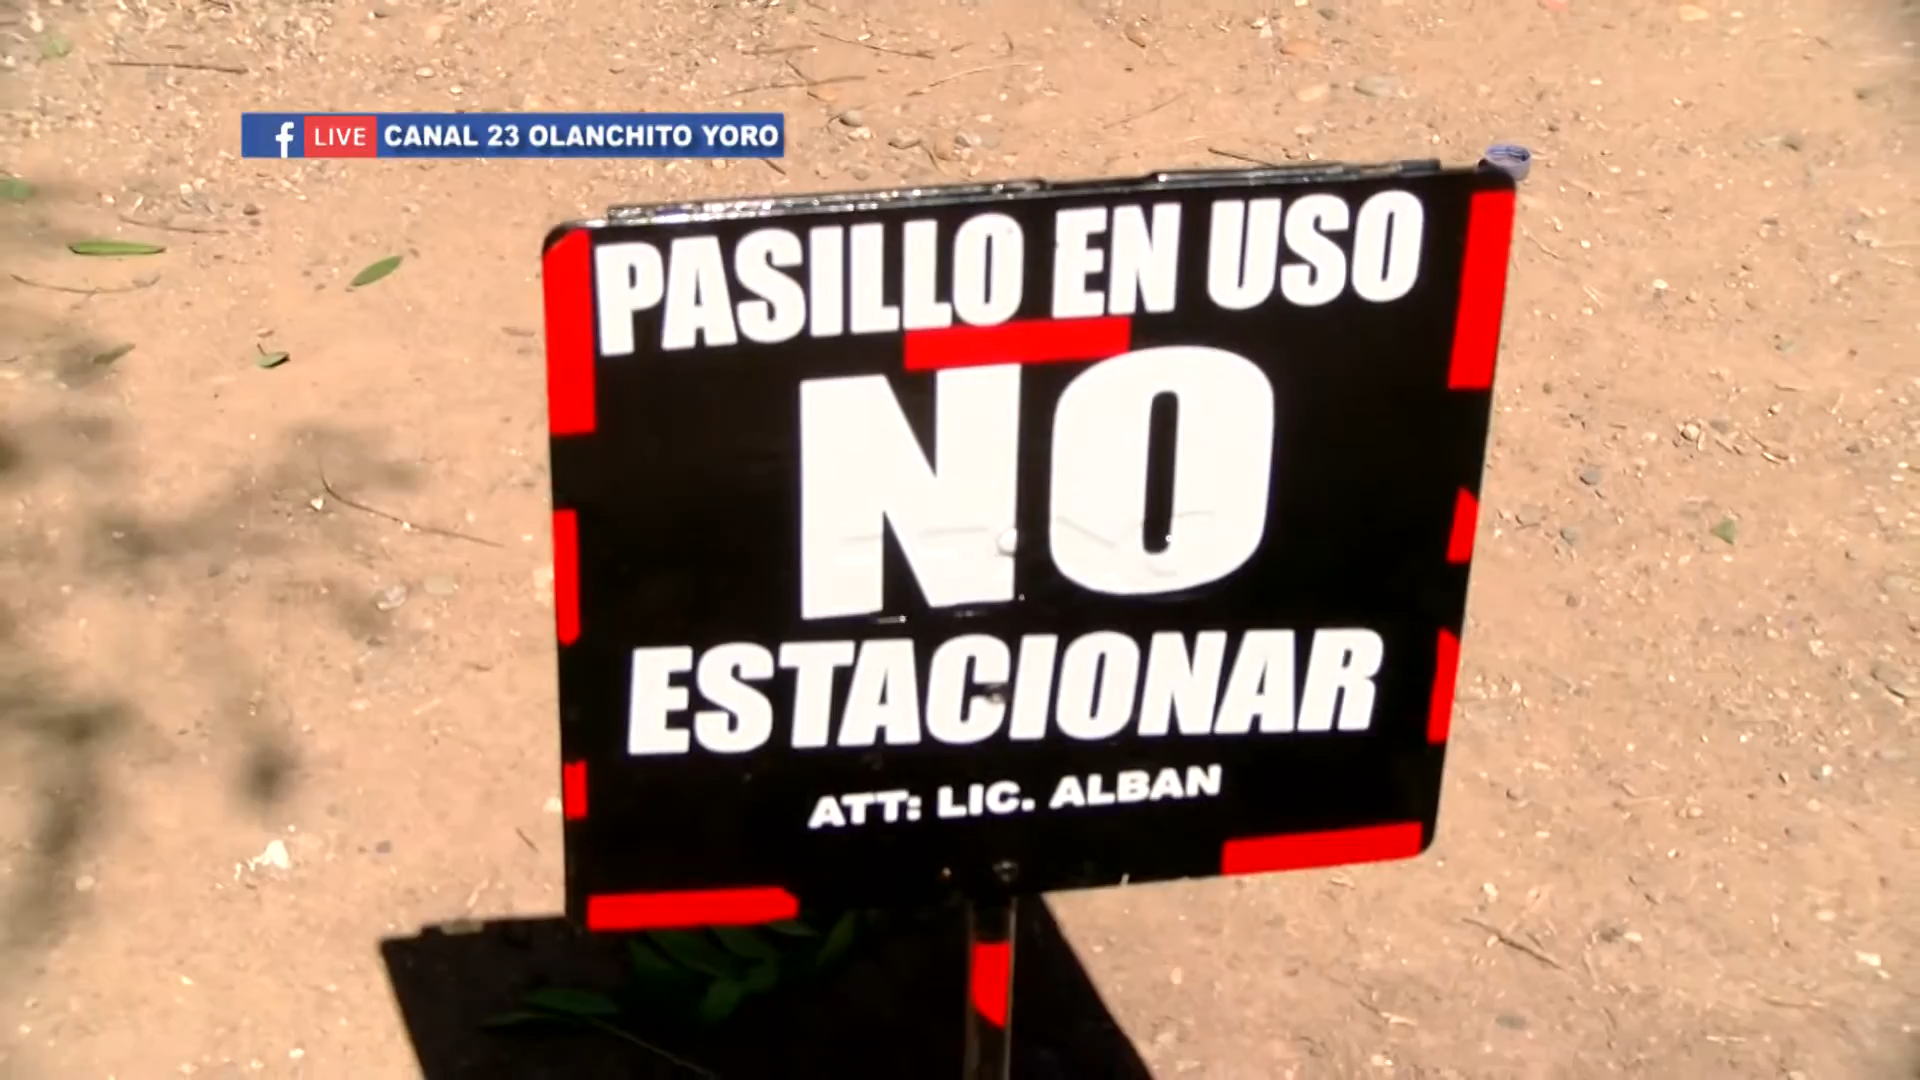 f LIVE CANAL 23 OLANCHITO YORO
PASILLO EN USO
NO
ESTACIONAR
ATT: LIC. ALBAN